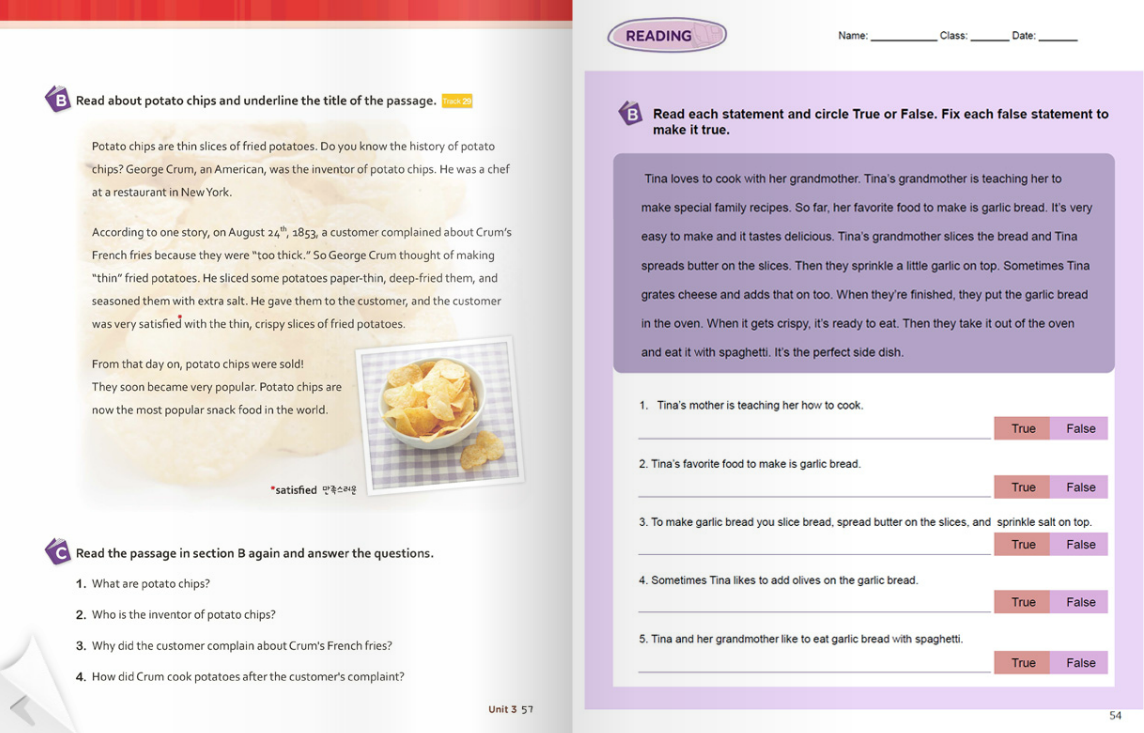 B Read about potato chips and underline the title of the passage. Track 29
Potato chips are thin slices of fried potatoes. Do you know the history of potato
chips? George Crum, an American, was the inventor of potato chips. He was a chef
at a restaurant in New York.
According to one story, on August 24th, 1853, a customer complained about Crum's
French fries because they were "too thick." So George Crum thought of making
"thin" fried potatoes. He sliced some potatoes paper-thin, deep-fried them, and
seasoned them with extra salt. He gave them to the customer, and the customer
was very satisfied* with the thin, crispy slices of fried potatoes.
From that day on, potato chips were sold!
They soon became very popular. Potato chips are
now the most popular snack food in the world.
*satisfied 만족스러운
C Read the passage in section B again and answer the questions.
1. What are potato chips?
2. Who is the inventor of potato chips?
3. Why did the customer complain about Crum's French fries?
4. How did Crum cook potatoes after the customer's complaint?
Unit 3 57
READING
Name: __________ Class: ______ Date: ______
B Read each statement and circle True or False. Fix each false statement to
make it true.
Tina loves to cook with her grandmother. Tina's grandmother is teaching her to
make special family recipes. So far, her favorite food to make is garlic bread. It's very
easy to make and it tastes delicious. Tina's grandmother slices the bread and Tina
spreads butter on the slices. Then they sprinkle a little garlic on top. Sometimes Tina
grates cheese and adds that on too. When they're finished, they put the garlic bread
in the oven. When it gets crispy, it's ready to eat. Then they take it out of the oven
and eat it with spaghetti. It's the perfect side dish.
1. Tina's mother is teaching her how to cook.
True False
2. Tina's favorite food to make is garlic bread.
True False
3. To make garlic bread you slice bread, spread butter on the slices, and sprinkle salt on top.
True False
4. Sometimes Tina likes to add olives on the garlic bread.
True False
5. Tina and her grandmother like to eat garlic bread with spaghetti.
True False
54